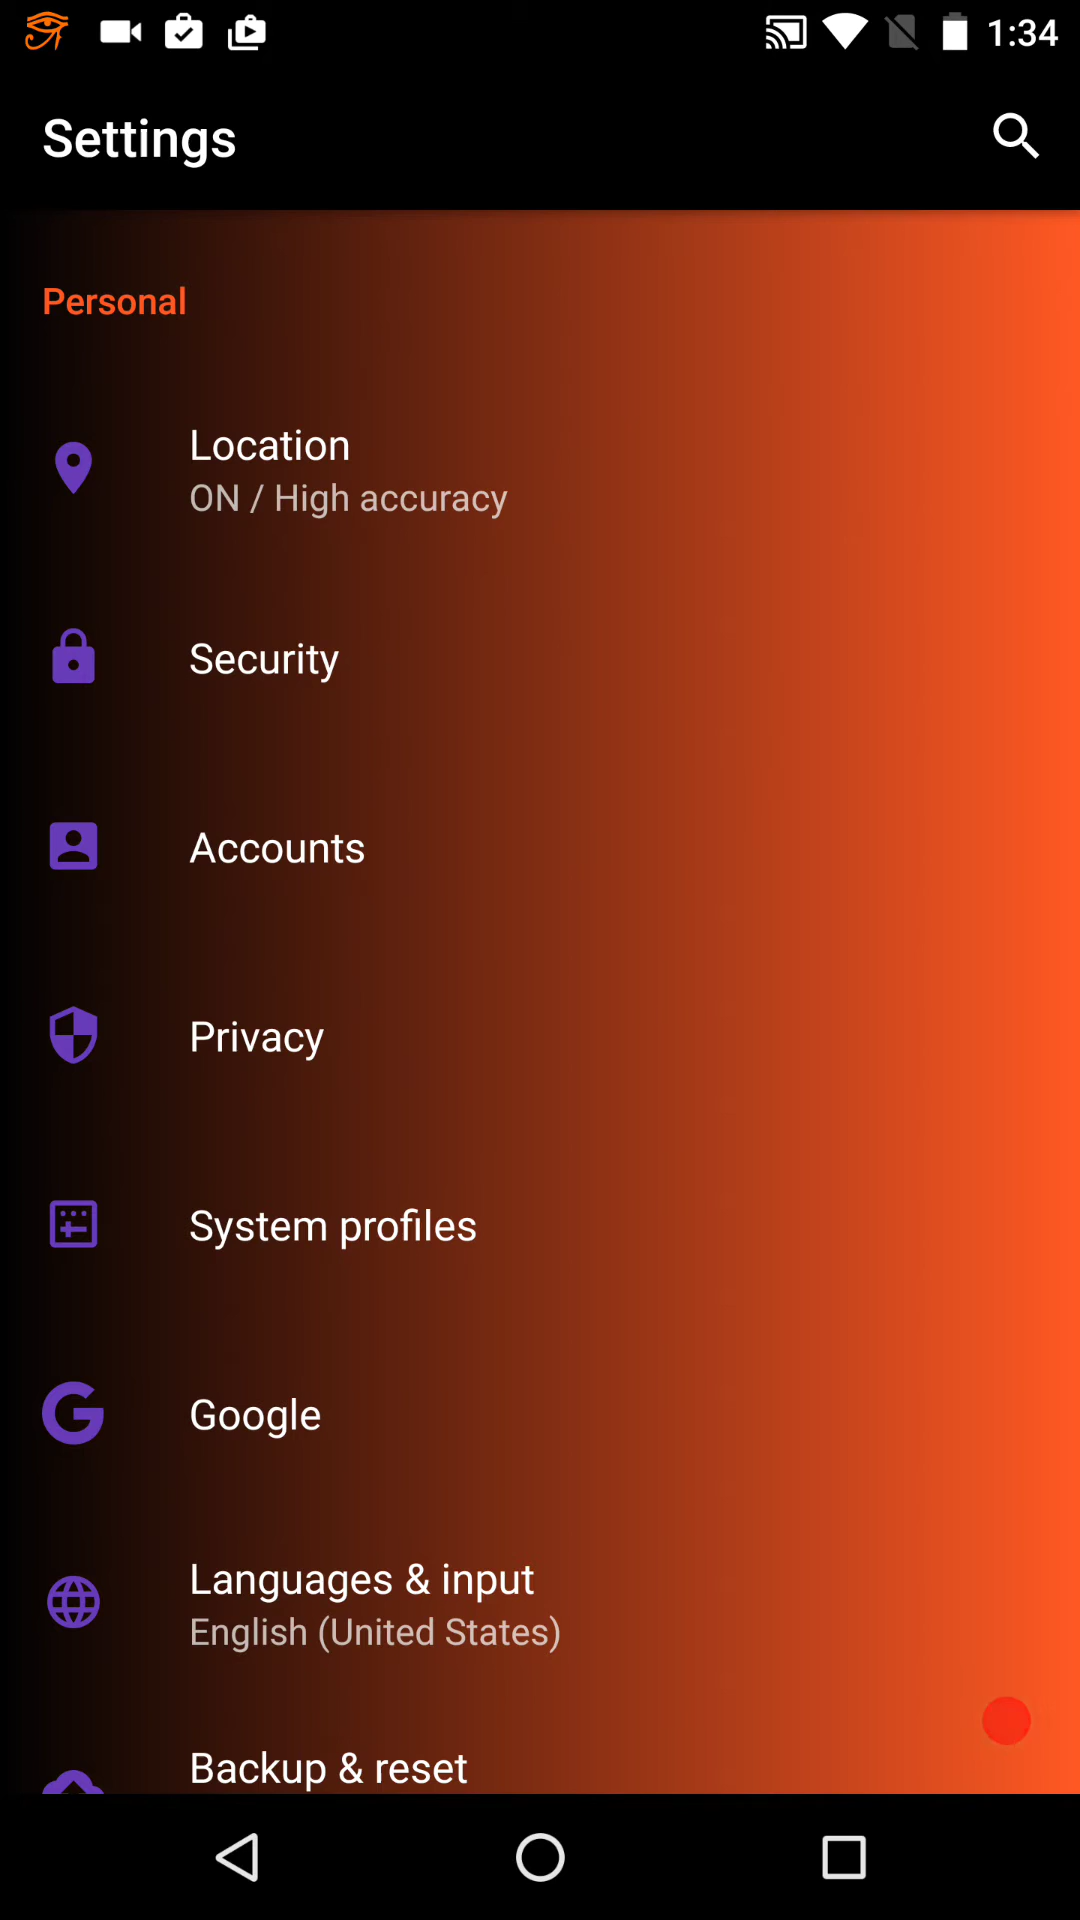 1:34
Settings
Personal
Location
ON / High accuracy
Security
Accounts
Privacy
System profiles
Google
Languages & input
English (United States)
Backup & reset